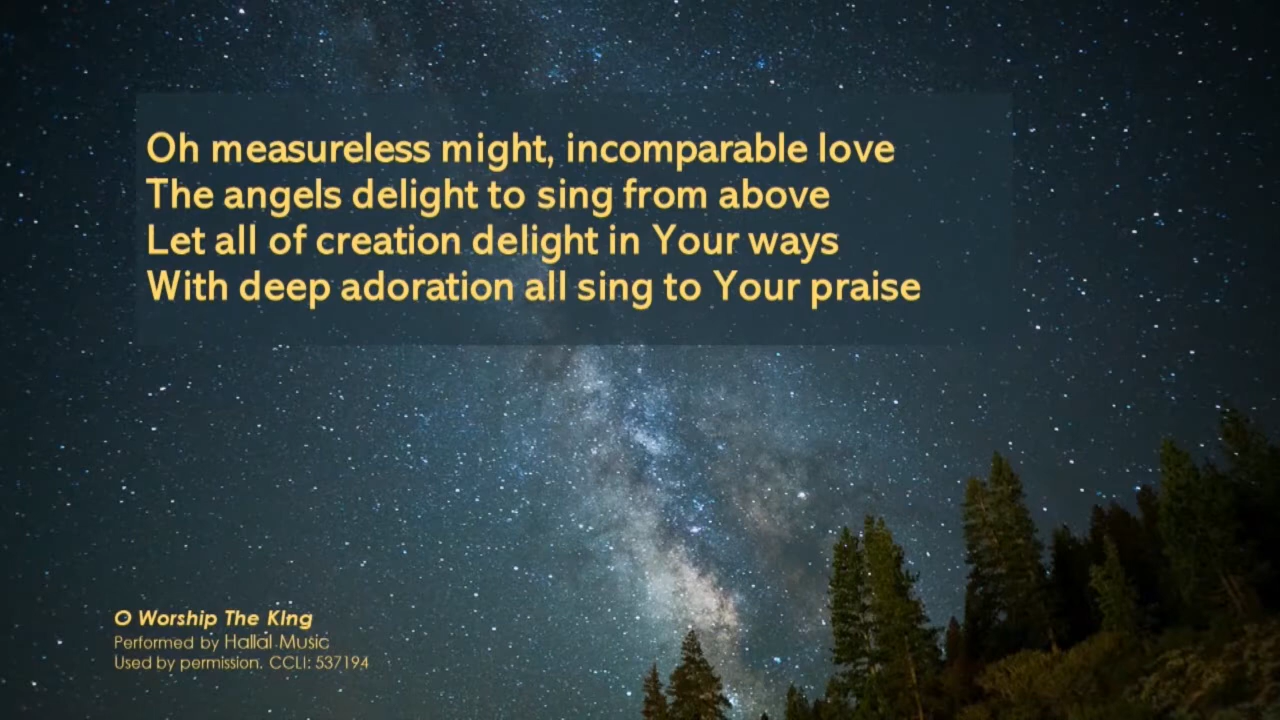 Oh measureless might, incomparable love
The angels delight to sing from above
Let all of creation delight in Your ways
With deep adoration all sing to Your praise
O Worship The KIng
Performed by Hallal Music
Used by permission. CCLI: 537194